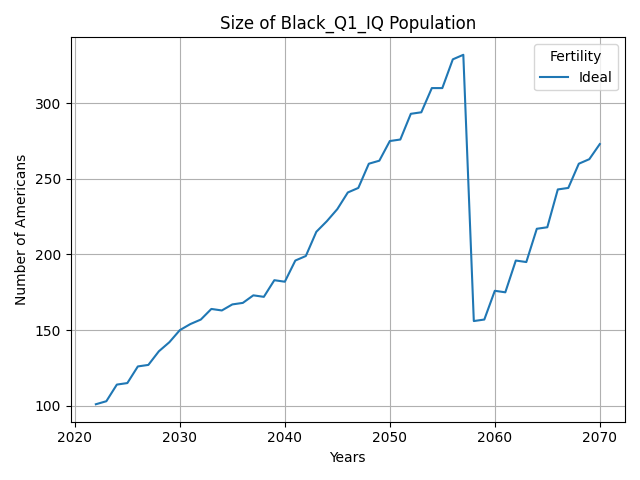 Size of Black_Q1_IQ Population
Fertility
Ideal
Number of Americans
300
250
200
150
100
2020
2030
2040
2050
2060
2070
Years